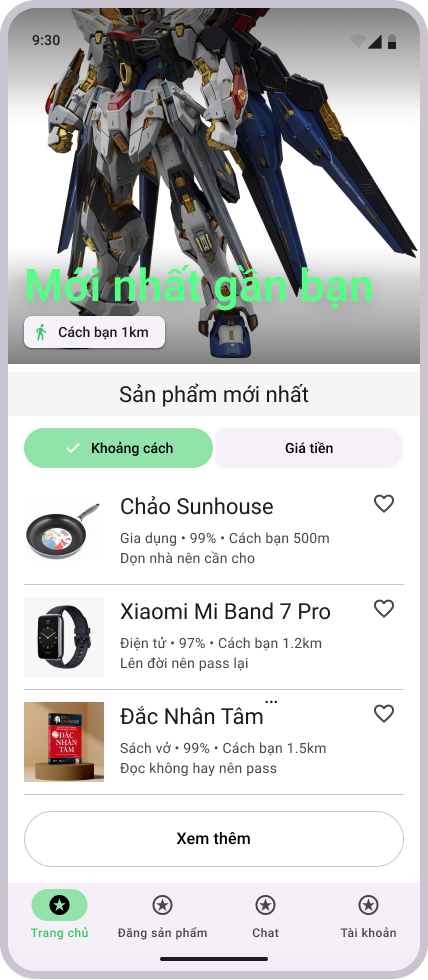 9:30
Mới nhất gần bạn
Cách bạn 1km
Sản phẩm mới nhất
Khoảng cách
Giá tiền
Chảo Sunhouse
Gia dụng • 99% • Cách bạn 500m
Dọn nhà nên cần cho
Xiaomi Mi Band 7 Pro
Điện tử • 97% • Cách bạn 1.2km
Lên đời nên pass lại
ĐẮC
NHÂN
TÂM
Đắc Nhân Tâm
...
Sách vở • 99% • Cách bạn 1.5km
Đọc không hay nên pass
Xem thêm
Trang chủ
Đăng sản phẩm
Chat
Tài khoản